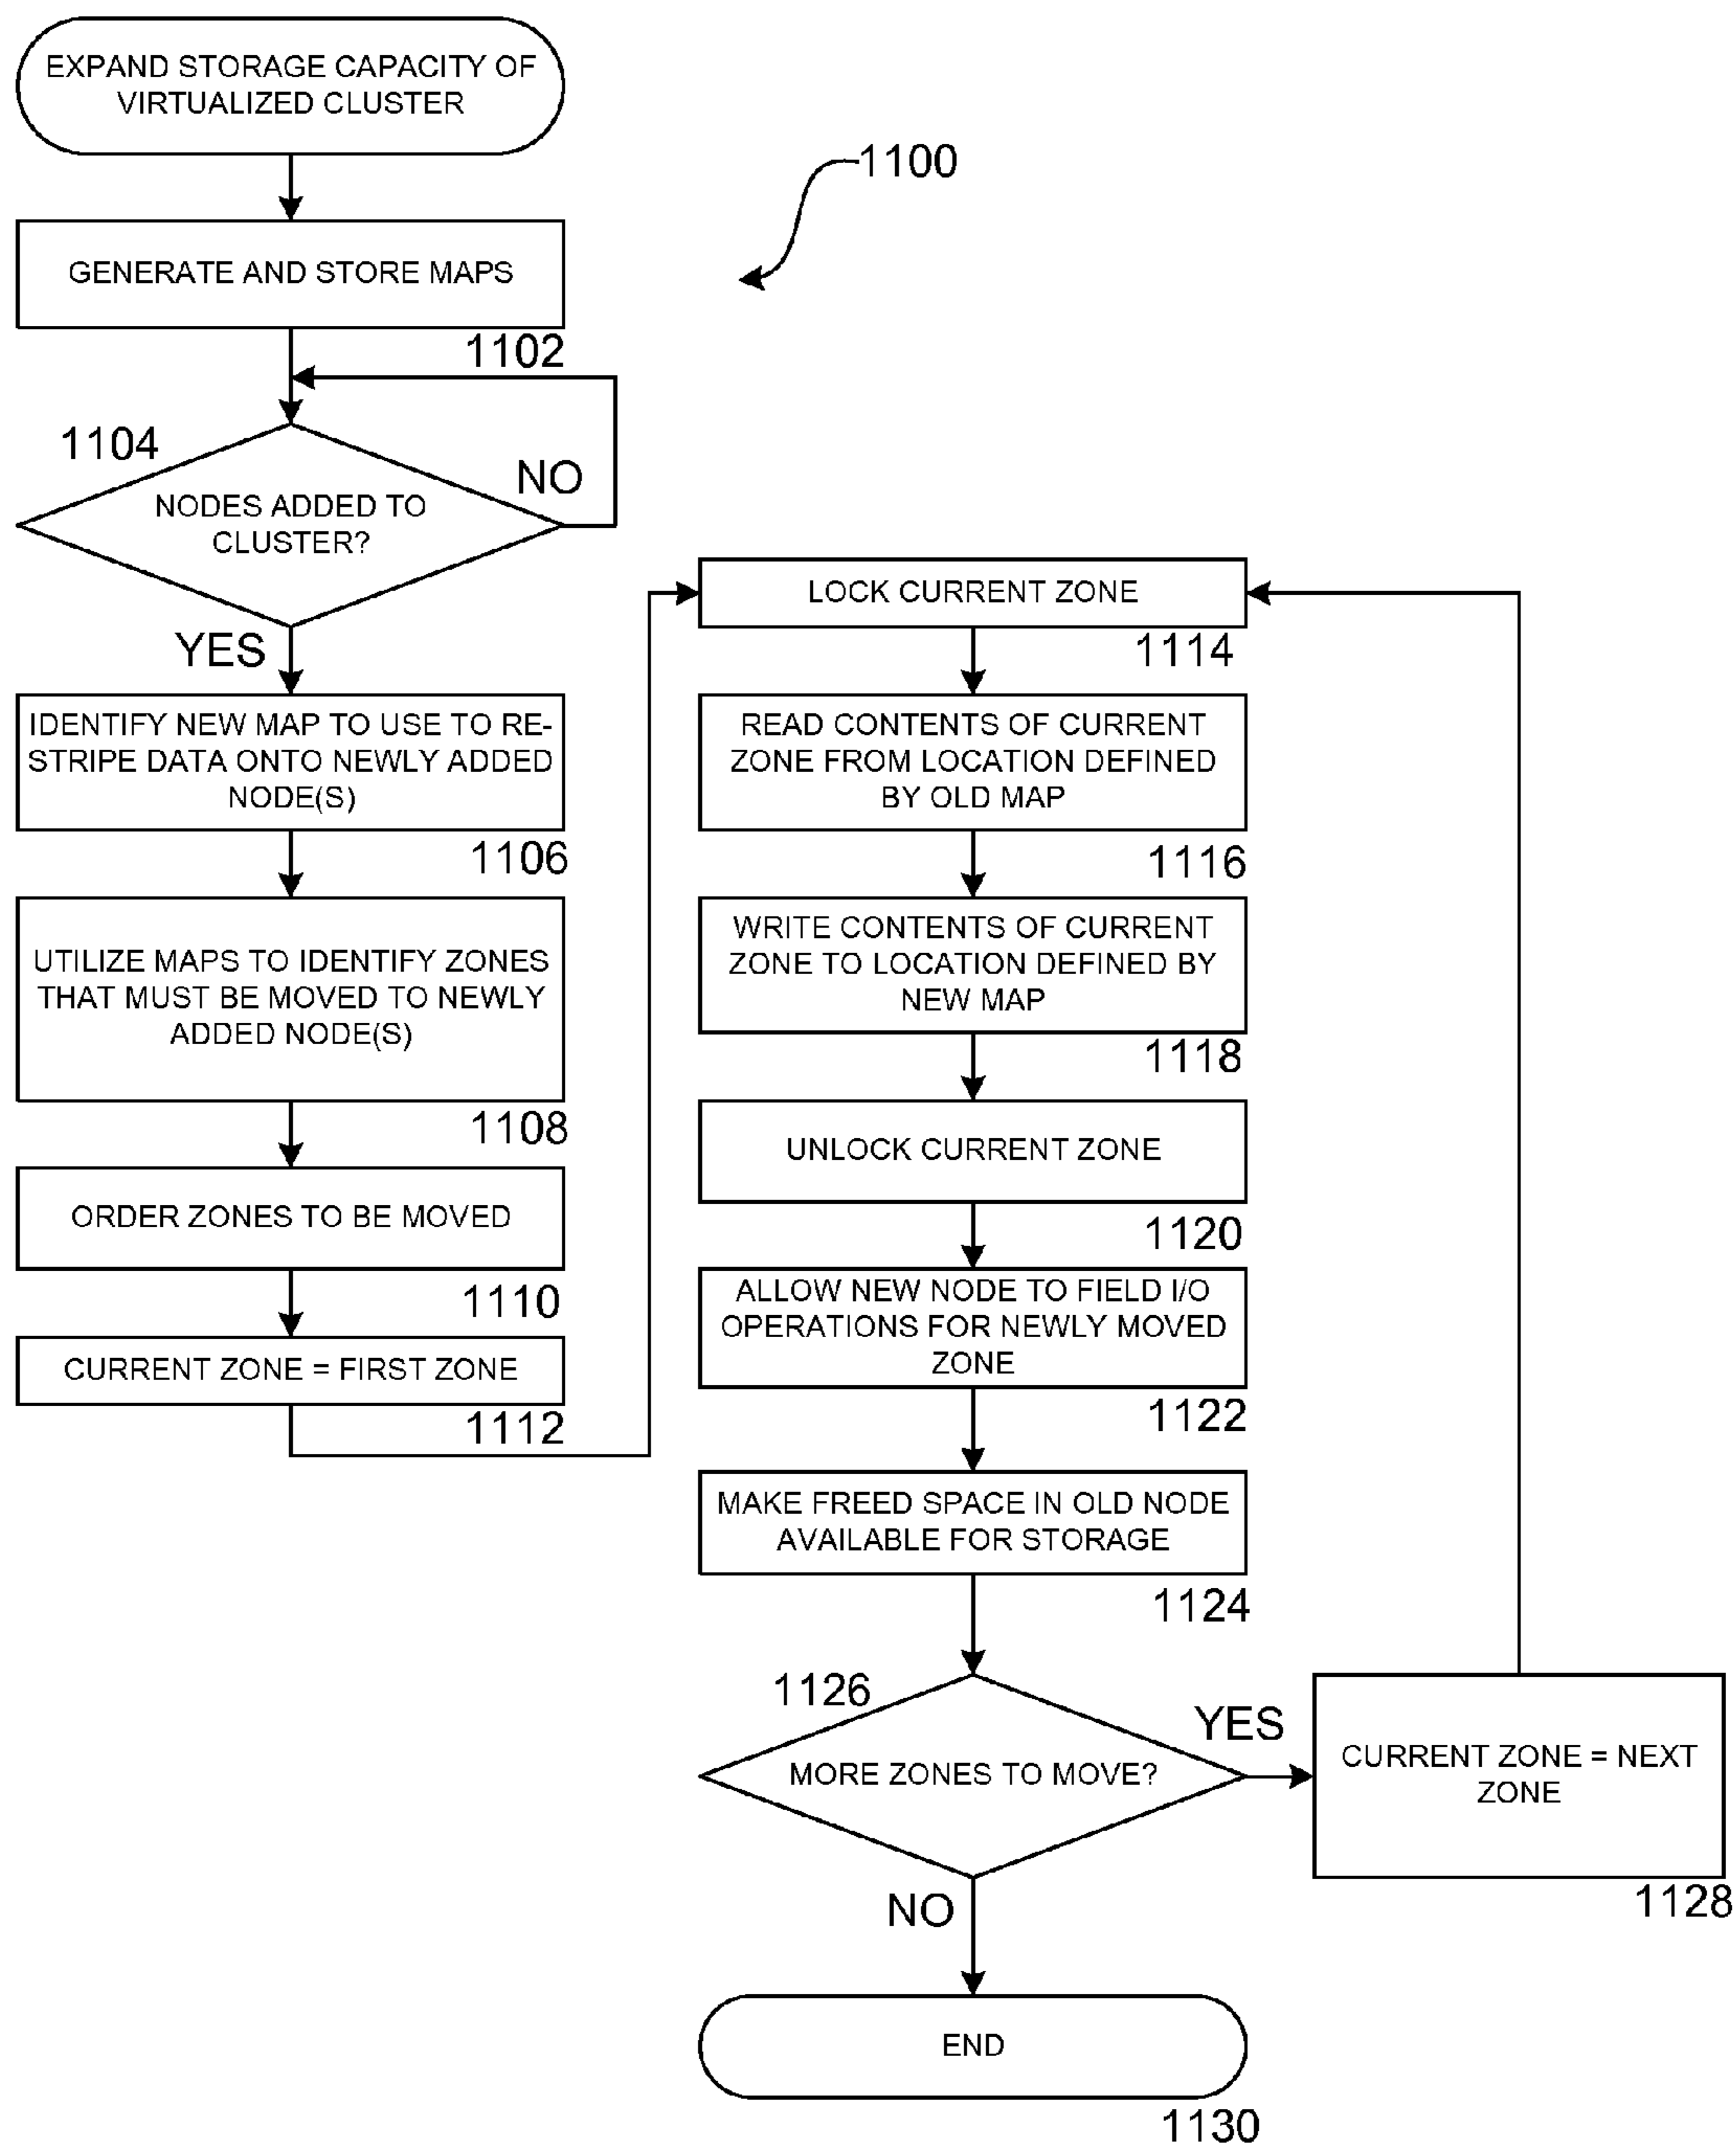 EXPAND STORAGE CAPACITY OF
VIRTUALIZED CLUSTER
1100
GENERATE AND STORE MAPS
1102
1104
NODES ADDED TO
CLUSTER?
NO
YES
IDENTIFY NEW MAP TO USE TO RE-
STRIPE DATA ONTO NEWLY ADDED
NODE(S)
1106
UTILIZE MAPS TO IDENTIFY ZONES
THAT MUST BE MOVED TO NEWLY
ADDED NODE(S)
1108
ORDER ZONES TO BE MOVED
1110
CURRENT ZONE = FIRST ZONE
1112
LOCK CURRENT ZONE
1114
READ CONTENTS OF CURRENT
ZONE FROM LOCATION DEFINED
BY OLD MAP
1116
WRITE CONTENTS OF CURRENT
ZONE TO LOCATION DEFINED BY
NEW MAP
1118
UNLOCK CURRENT ZONE
1120
ALLOW NEW NODE TO FIELD I/O
OPERATIONS FOR NEWLY MOVED
ZONE
1122
MAKE FREED SPACE IN OLD NODE
AVAILABLE FOR STORAGE
1124
1126
MORE ZONES TO MOVE?
YES
CURRENT ZONE = NEXT
ZONE
1128
NO
END
1130